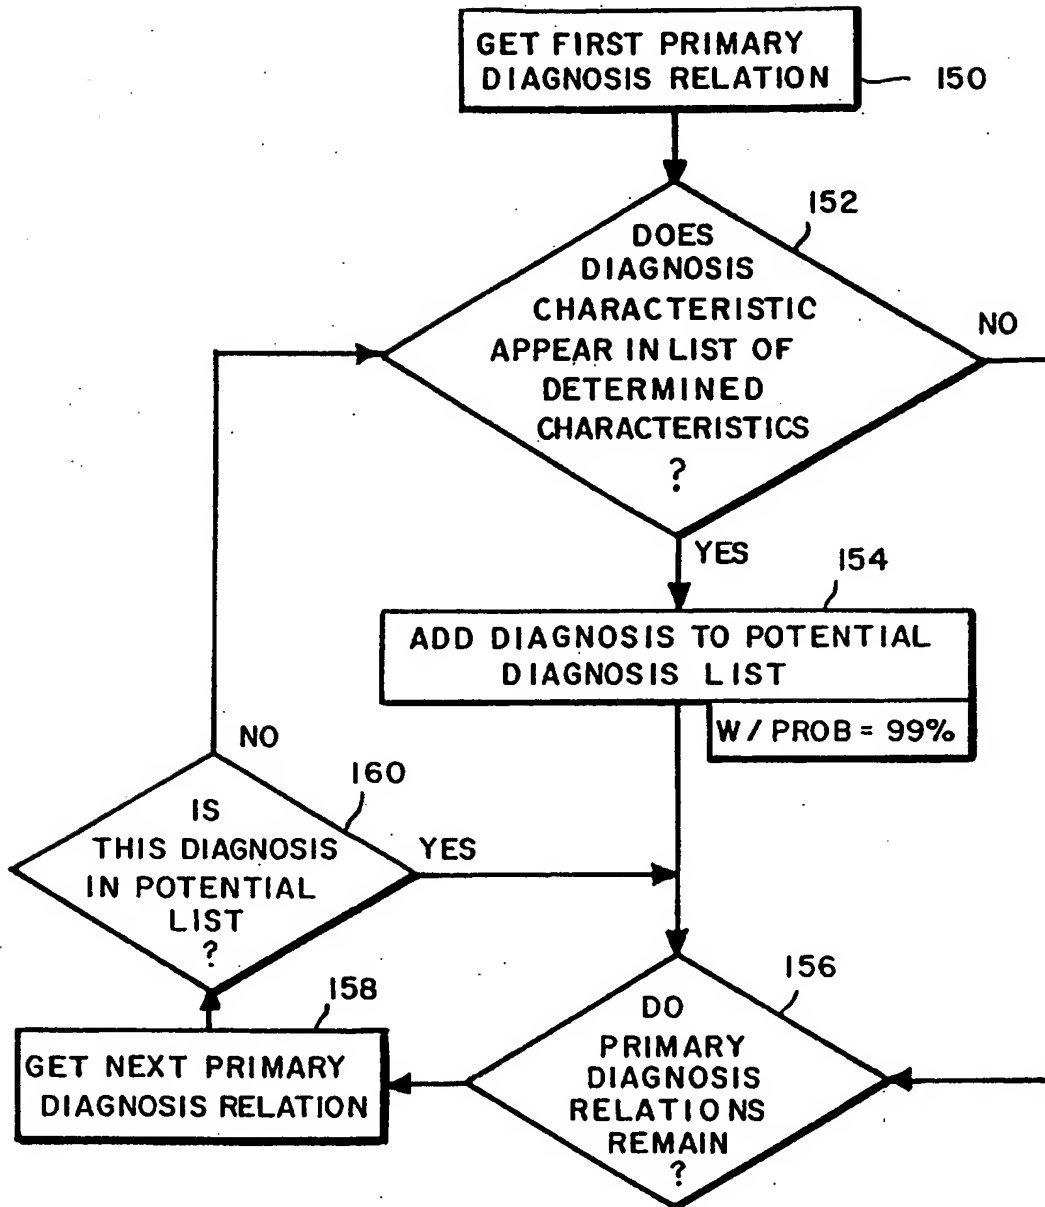 GET FIRST PRIMARY
DIAGNOSIS RELATION
150
152
DOES
DIAGNOSIS
CHARACTERISTIC
APPEAR IN LIST OF
DETERMINED
CHARACTERISTICS
?
NO
YES
154
ADD DIAGNOSIS TO POTENTIAL
DIAGNOSIS LIST
W/PROB = 99%
NO
160
IS
THIS DIAGNOSIS
IN POTENTIAL
LIST
?
YES
156
DO
PRIMARY
DIAGNOSIS
RELATIONS
REMAIN
?
158
GET NEXT PRIMARY
DIAGNOSIS RELATION